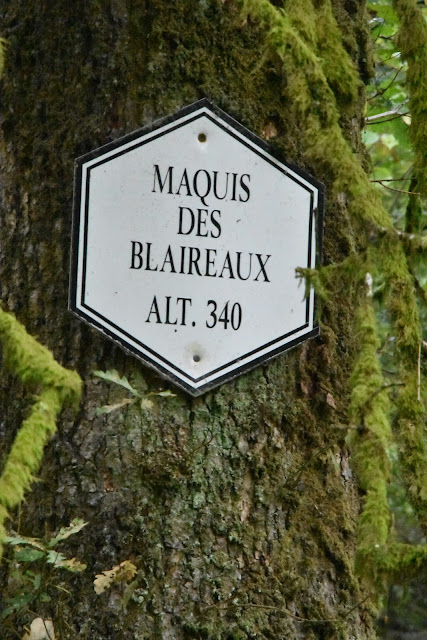 MAQUIS
DES
BLAIREAUX
ALT. 340